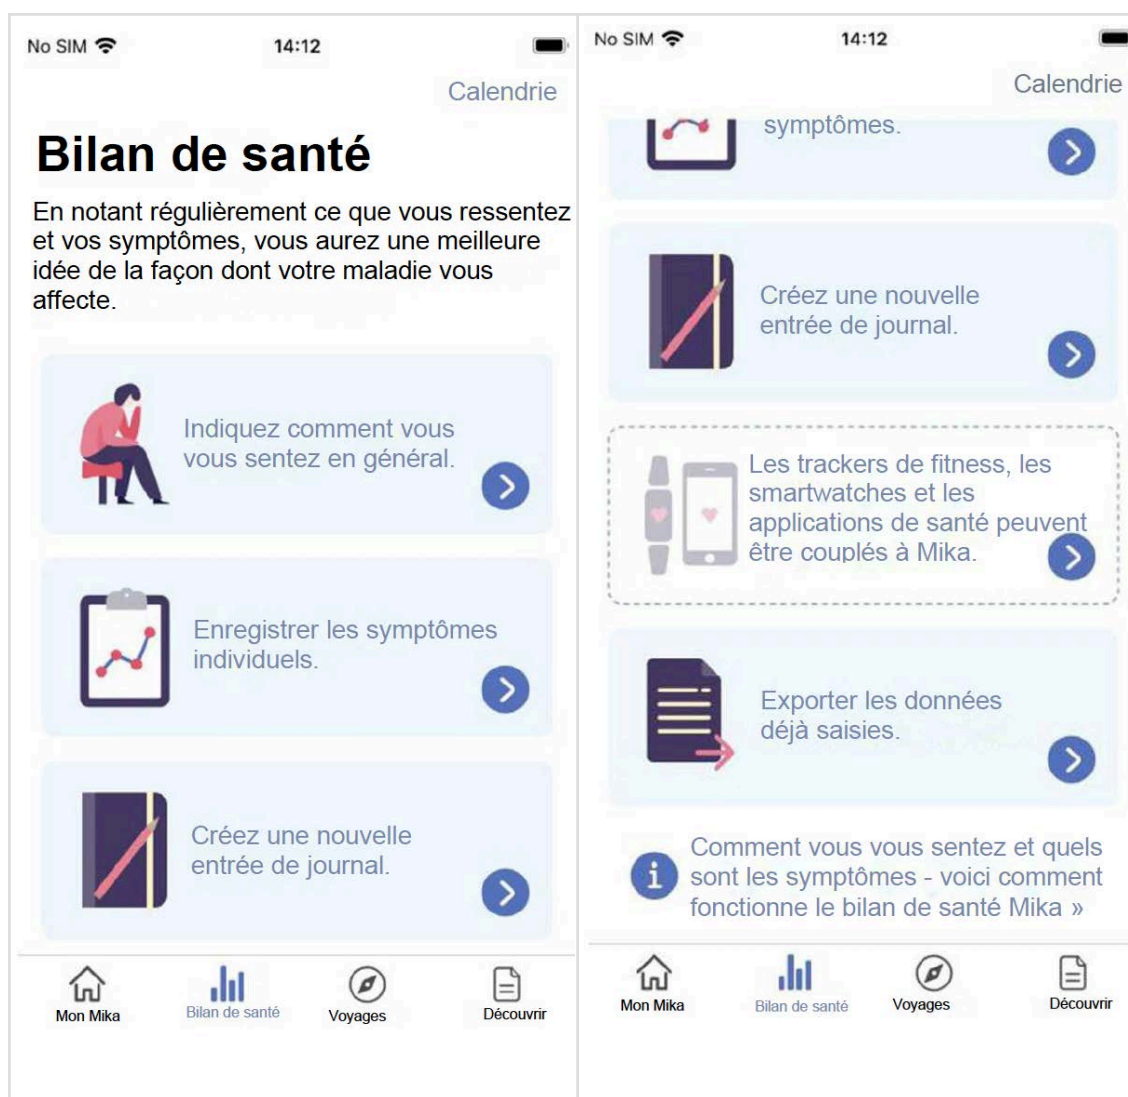 No SIM 14:12
Calendrie
Bilan de santé
En notant régulièrement ce que vous ressentez
et vos symptômes, vous aurez une meilleure
idée de la façon dont votre maladie vous
affecte.
Indiquez comment vous
vous sentez en général.
Enregistrer les symptômes
individuels.
Créez une nouvelle
entrée de journal.
Mon Mika Bilan de santé Voyages Découvrir
No SIM 14:12
Calendrie
symptômes.
Créez une nouvelle
entrée de journal.
Les trackers de fitness, les
smartwatches et les
applications de santé peuvent
être couplés à Mika.
Exporter les données
déjà saisies.
Comment vous vous sentez et quels
sont les symptômes - voici comment
fonctionne le bilan de santé Mika »
Mon Mika Bilan de santé Voyages Découvrir